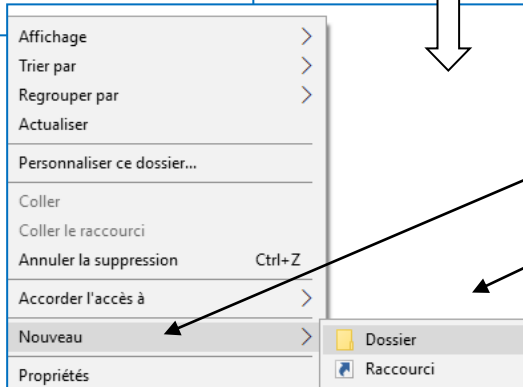 Affichage
Trier par
Regrouper par
Actualiser
Personnaliser ce dossier...
Coller
Coller le raccourci
Annuler la suppression Ctrl+Z
Accorder l'accès à
Nouveau
Dossier
Raccourci
Propriétés